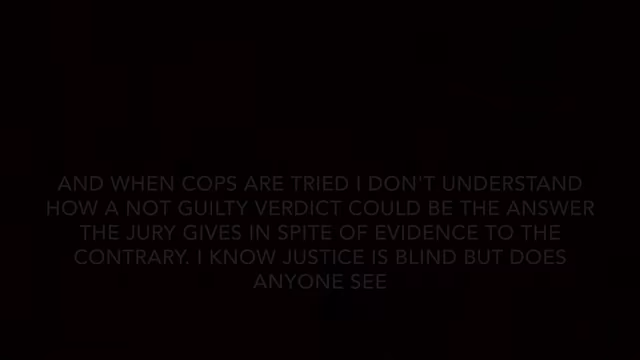 AND WHEN COPS ARE TRIED I DON'T UNDERSTAND
HOW A NOT GUILTY VERDICT COULD BE THE ANSWER
THE JURY GIVES IN SPITE OF EVIDENCE TO THE
CONTRARY. I KNOW JUSTICE IS BLIND BUT DOES
ANYONE SEE